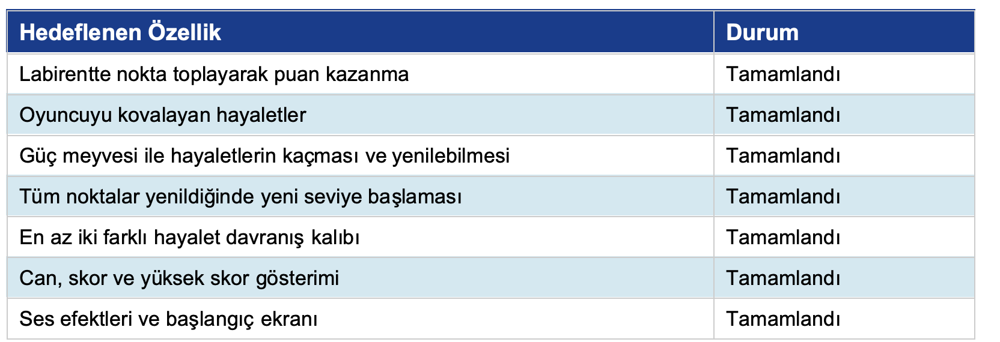 Hedeflenen Özellik Durum
Labirentte nokta toplayarak puan kazanma Tamamlandı
Oyuncuyu kovalayan hayaletler Tamamlandı
Güç meyvesi ile hayaletlerin kaçması ve yenilebilmesi Tamamlandı
Tüm noktalar yenildiğinde yeni seviye başlaması Tamamlandı
En az iki farklı hayalet davranış kalıbı Tamamlandı
Can, skor ve yüksek skor gösterimi Tamamlandı
Ses efektleri ve başlangıç ekranı Tamamlandı